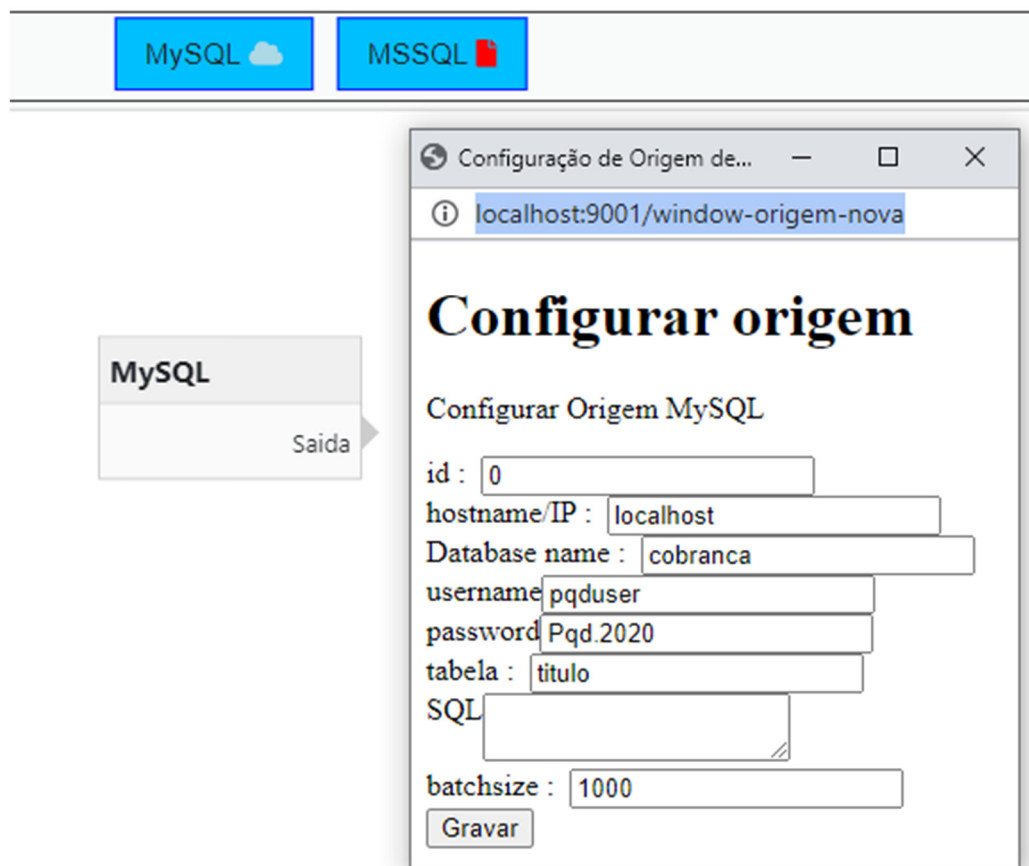 MySQL
MSSQL
Configuração de Origem de...
localhost:9001/window-origem-nova
Configurar origem
MySQL
Saida
Configurar Origem MySQL
id : 0
hostname/IP : localhost
Database name : cobranca
username pqduser
password Pqd.2020
tabela : titulo
SQL
batchsize : 1000
Gravar